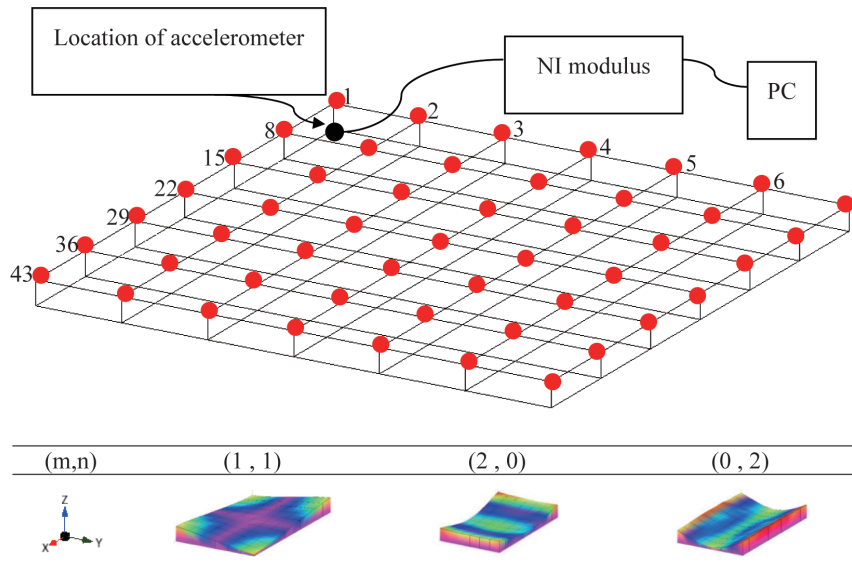 Location of accelerometer
NI modulus
PC
1
2
3
4
5
6
8
15
22
29
36
43
(m,n) (1 , 1) (2 , 0) (0 , 2)
Z
X
Y